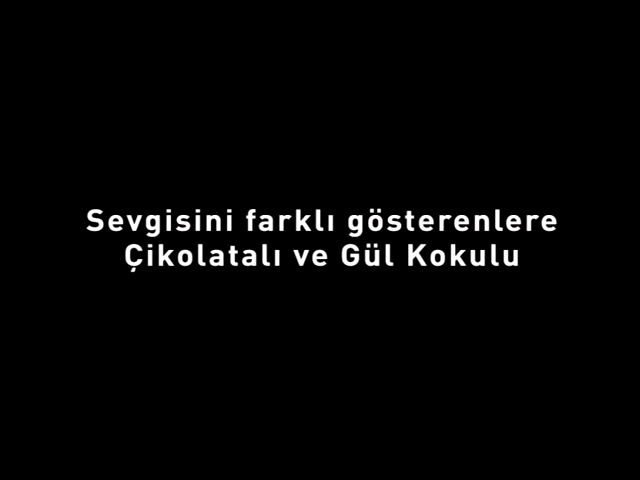 Sevgisini farklı gösterenlere
Çikolatalı ve Gül Kokulu